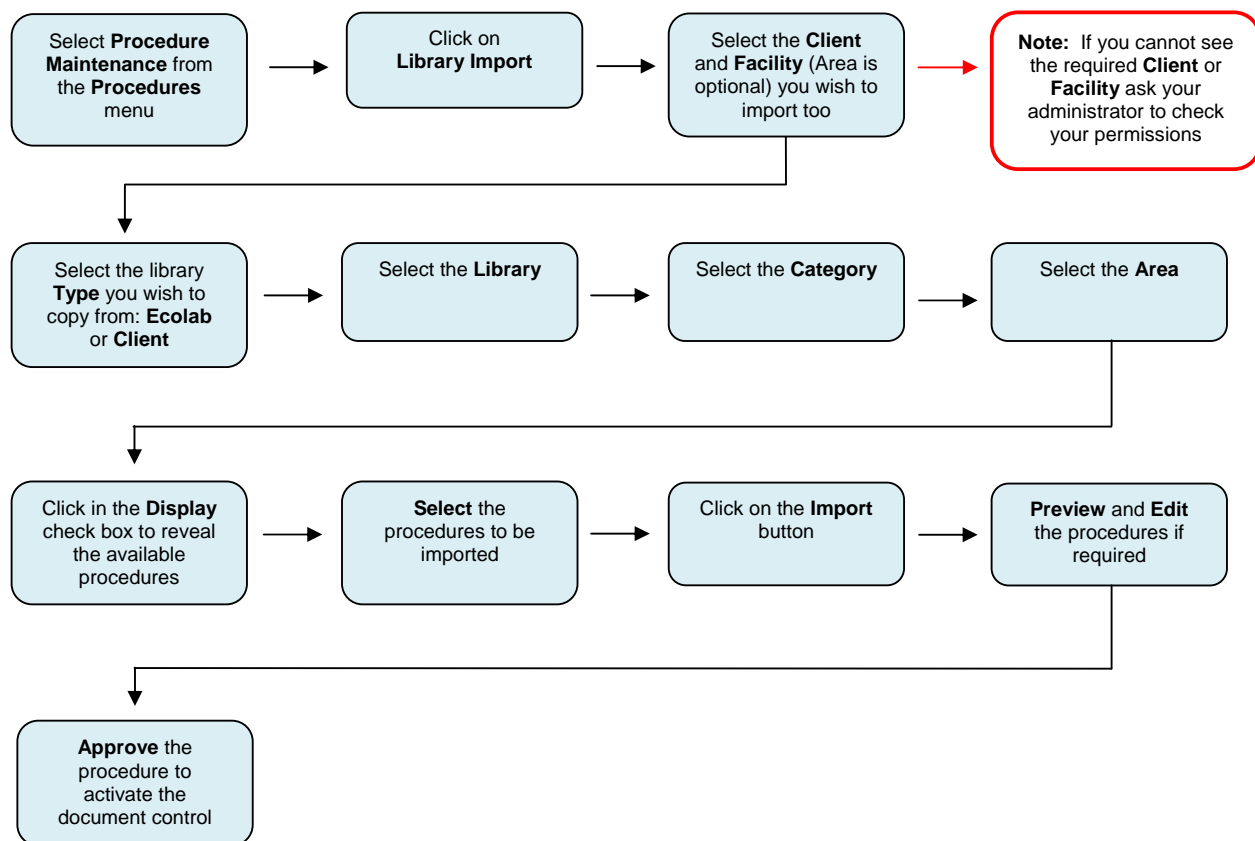 Select Procedure
Maintenance from
the Procedures
menu
Click on
Library Import
Select the Client
and Facility (Area is
optional) you wish to
import too
Note: If you cannot see
the required Client or
Facility ask your
administrator to check
your permissions
Select the library
Type you wish to
copy from: Ecolab
or Client
Select the Library
Select the Category
Select the Area
Click in the Display
check box to reveal
the available
procedures
Select the
procedures to be
imported
Click on the Import
button
Preview and Edit
the procedures if
required
Approve the
procedure to
activate the
document control